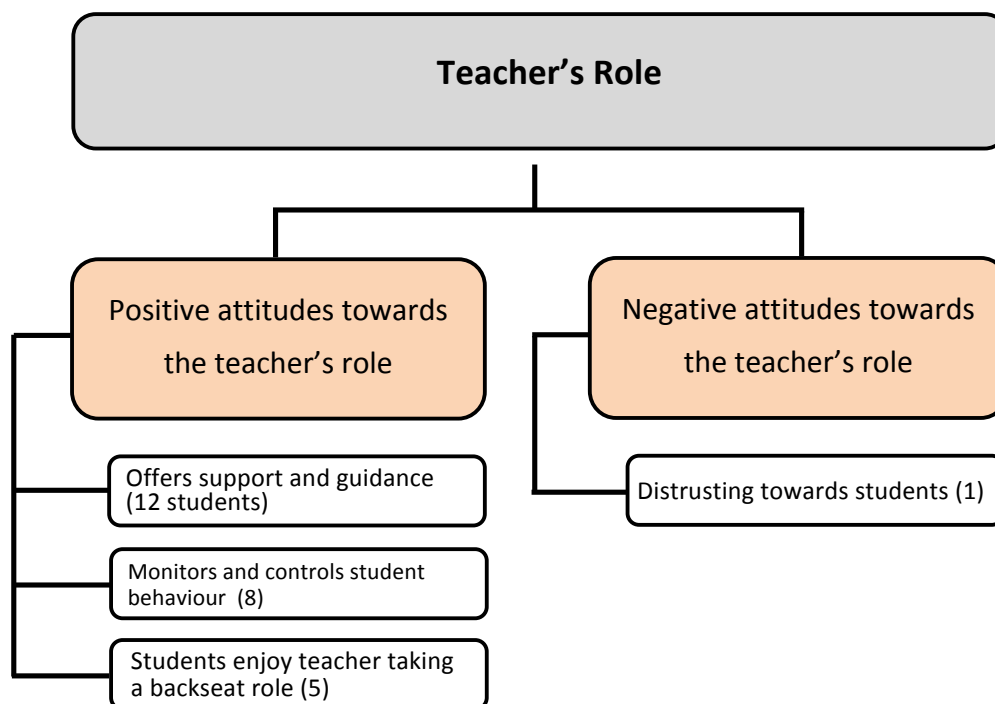 Teacher’s Role
Positive attitudes towards
the teacher’s role
Offers support and guidance
(12 students)
Monitors and controls student
behaviour  (8)
Students enjoy teacher taking
a backseat role (5)
Negative attitudes towards
the teacher’s role
Distrusting towards students (1)